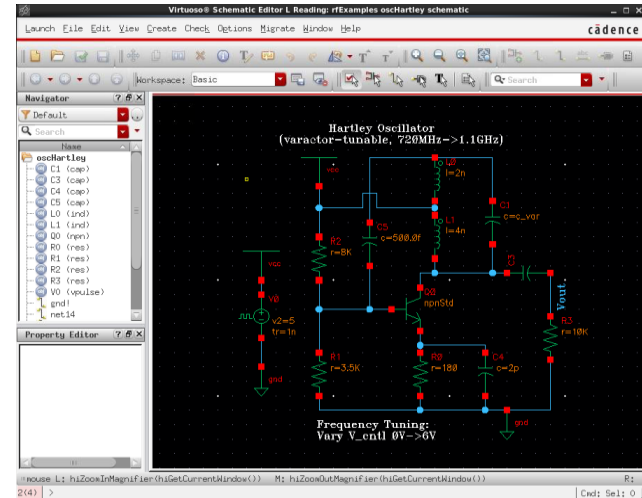 Virtuoso® Schematic Editor L Reading: rfExamples oscHartley schematic
Launch File Edit View Create Check Options Migrate Window Help
cādence
Workspace: Basic
Search
Navigator
Default
Search
Name
oscHartley
C1 (cap)
C3 (cap)
C4 (cap)
C5 (cap)
L0 (ind)
L1 (ind)
Q0 (npn)
R0 (res)
R1 (res)
R2 (res)
R3 (res)
V0 (vpulse)
gnd!
net14
Property Editor
Hartley Oscillator
(varactor-tunable, 720MHz->1.1GHz)
vcc
L0
l=2n
C1
c=c_var
L1
l=4n
C5
c=500.0f
R2
r=8K
C3
vcc
V0
v2=5
tr=1n
Q0
npnStd
Vout
R3
r=10K
R1
r=3.5K
R0
r=180
C4
c=2p
gnd
gnd
Frequency Tuning:
Vary V_cntl 0V->6V
mouse L: hiZoomInMagnifier(hiGetCurrentWindow()) M: hiZoomOutMagnifier(hiGetCurrentWindow()) R:
2(4) > Cmd: Sel: 0